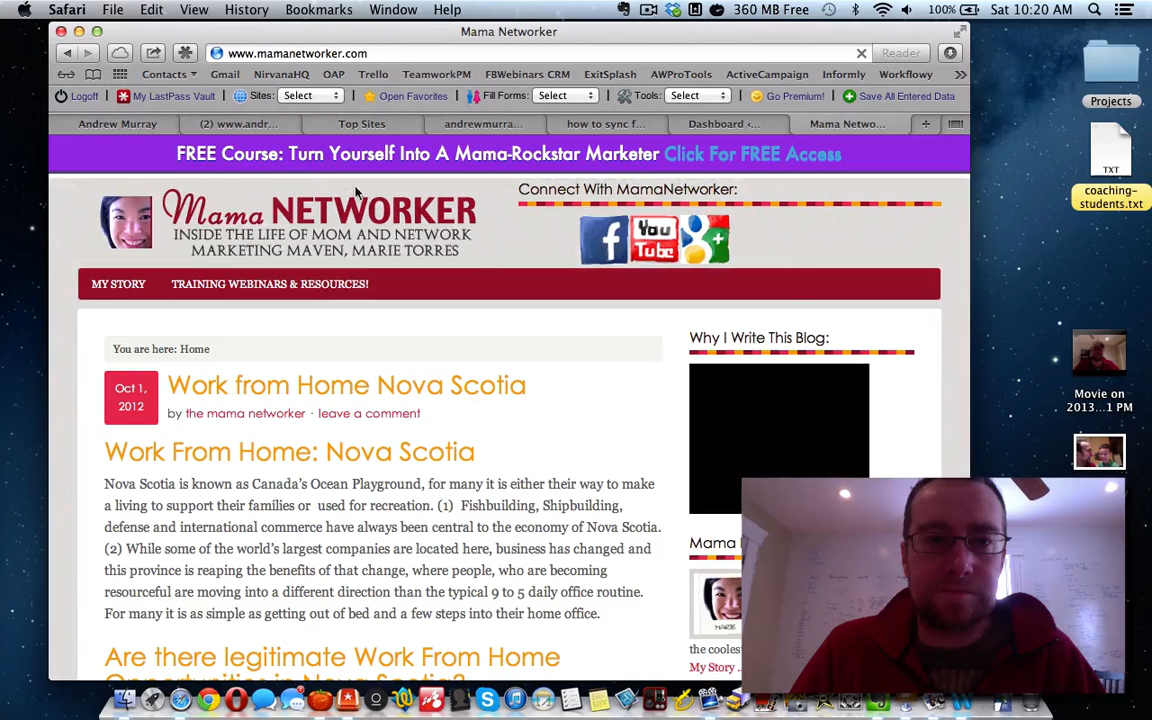 Safari File Edit View History Bookmarks Window Help 360 MB Free 100% Sat 10:20 AM
Mama Networker
www.mamanetworker.com Reader
Contacts Gmail NirvanaHQ OAP Trello TeamworkPM FBWebinars CRM ExitSplash AWProTools ActiveCampaign Informly Workflowy
Logoff My LastPass Vault Sites: Select Open Favorites Fill Forms: Select Tools: Select Go Premium! Save All Entered Data
Andrew Murray (2) www.andr... Top Sites andrewmurra... how to sync f... Dashboard <... Mama Netwo...
FREE Course: Turn Yourself Into A Mama-Rockstar Marketer Click For FREE Access
Mama NETWORKER
INSIDE THE LIFE OF MOM AND NETWORK
MARKETING MAVEN, MARIE TORRES
Connect With MamaNetworker:
You Tube
MY STORY TRAINING WEBINARS & RESOURCES!
You are here: Home
Oct 1,
2012
Work from Home Nova Scotia
by the mama networker · leave a comment
Work From Home: Nova Scotia
Nova Scotia is known as Canada's Ocean Playground, for many it is either their way to make
a living to support their families or used for recreation. (1) Fishbuilding, Shipbuilding,
defense and international commerce have always been central to the economy of Nova Scotia.
(2) While some of the world's largest companies are located here, business has changed and
this province is reaping the benefits of that change, where people, who are becoming
resourceful are moving into a different direction than the typical 9 to 5 daily office routine.
For many it is as simple as getting out of bed and a few steps into their home office.
Are there legitimate Work From Home
Opportunities in Nova Scotia?
Why I Write This Blog:
Mama
MARIE
the coolest
My Story ..
Projects
TXT
coaching-
students.txt
Movie on
2013...1 PM